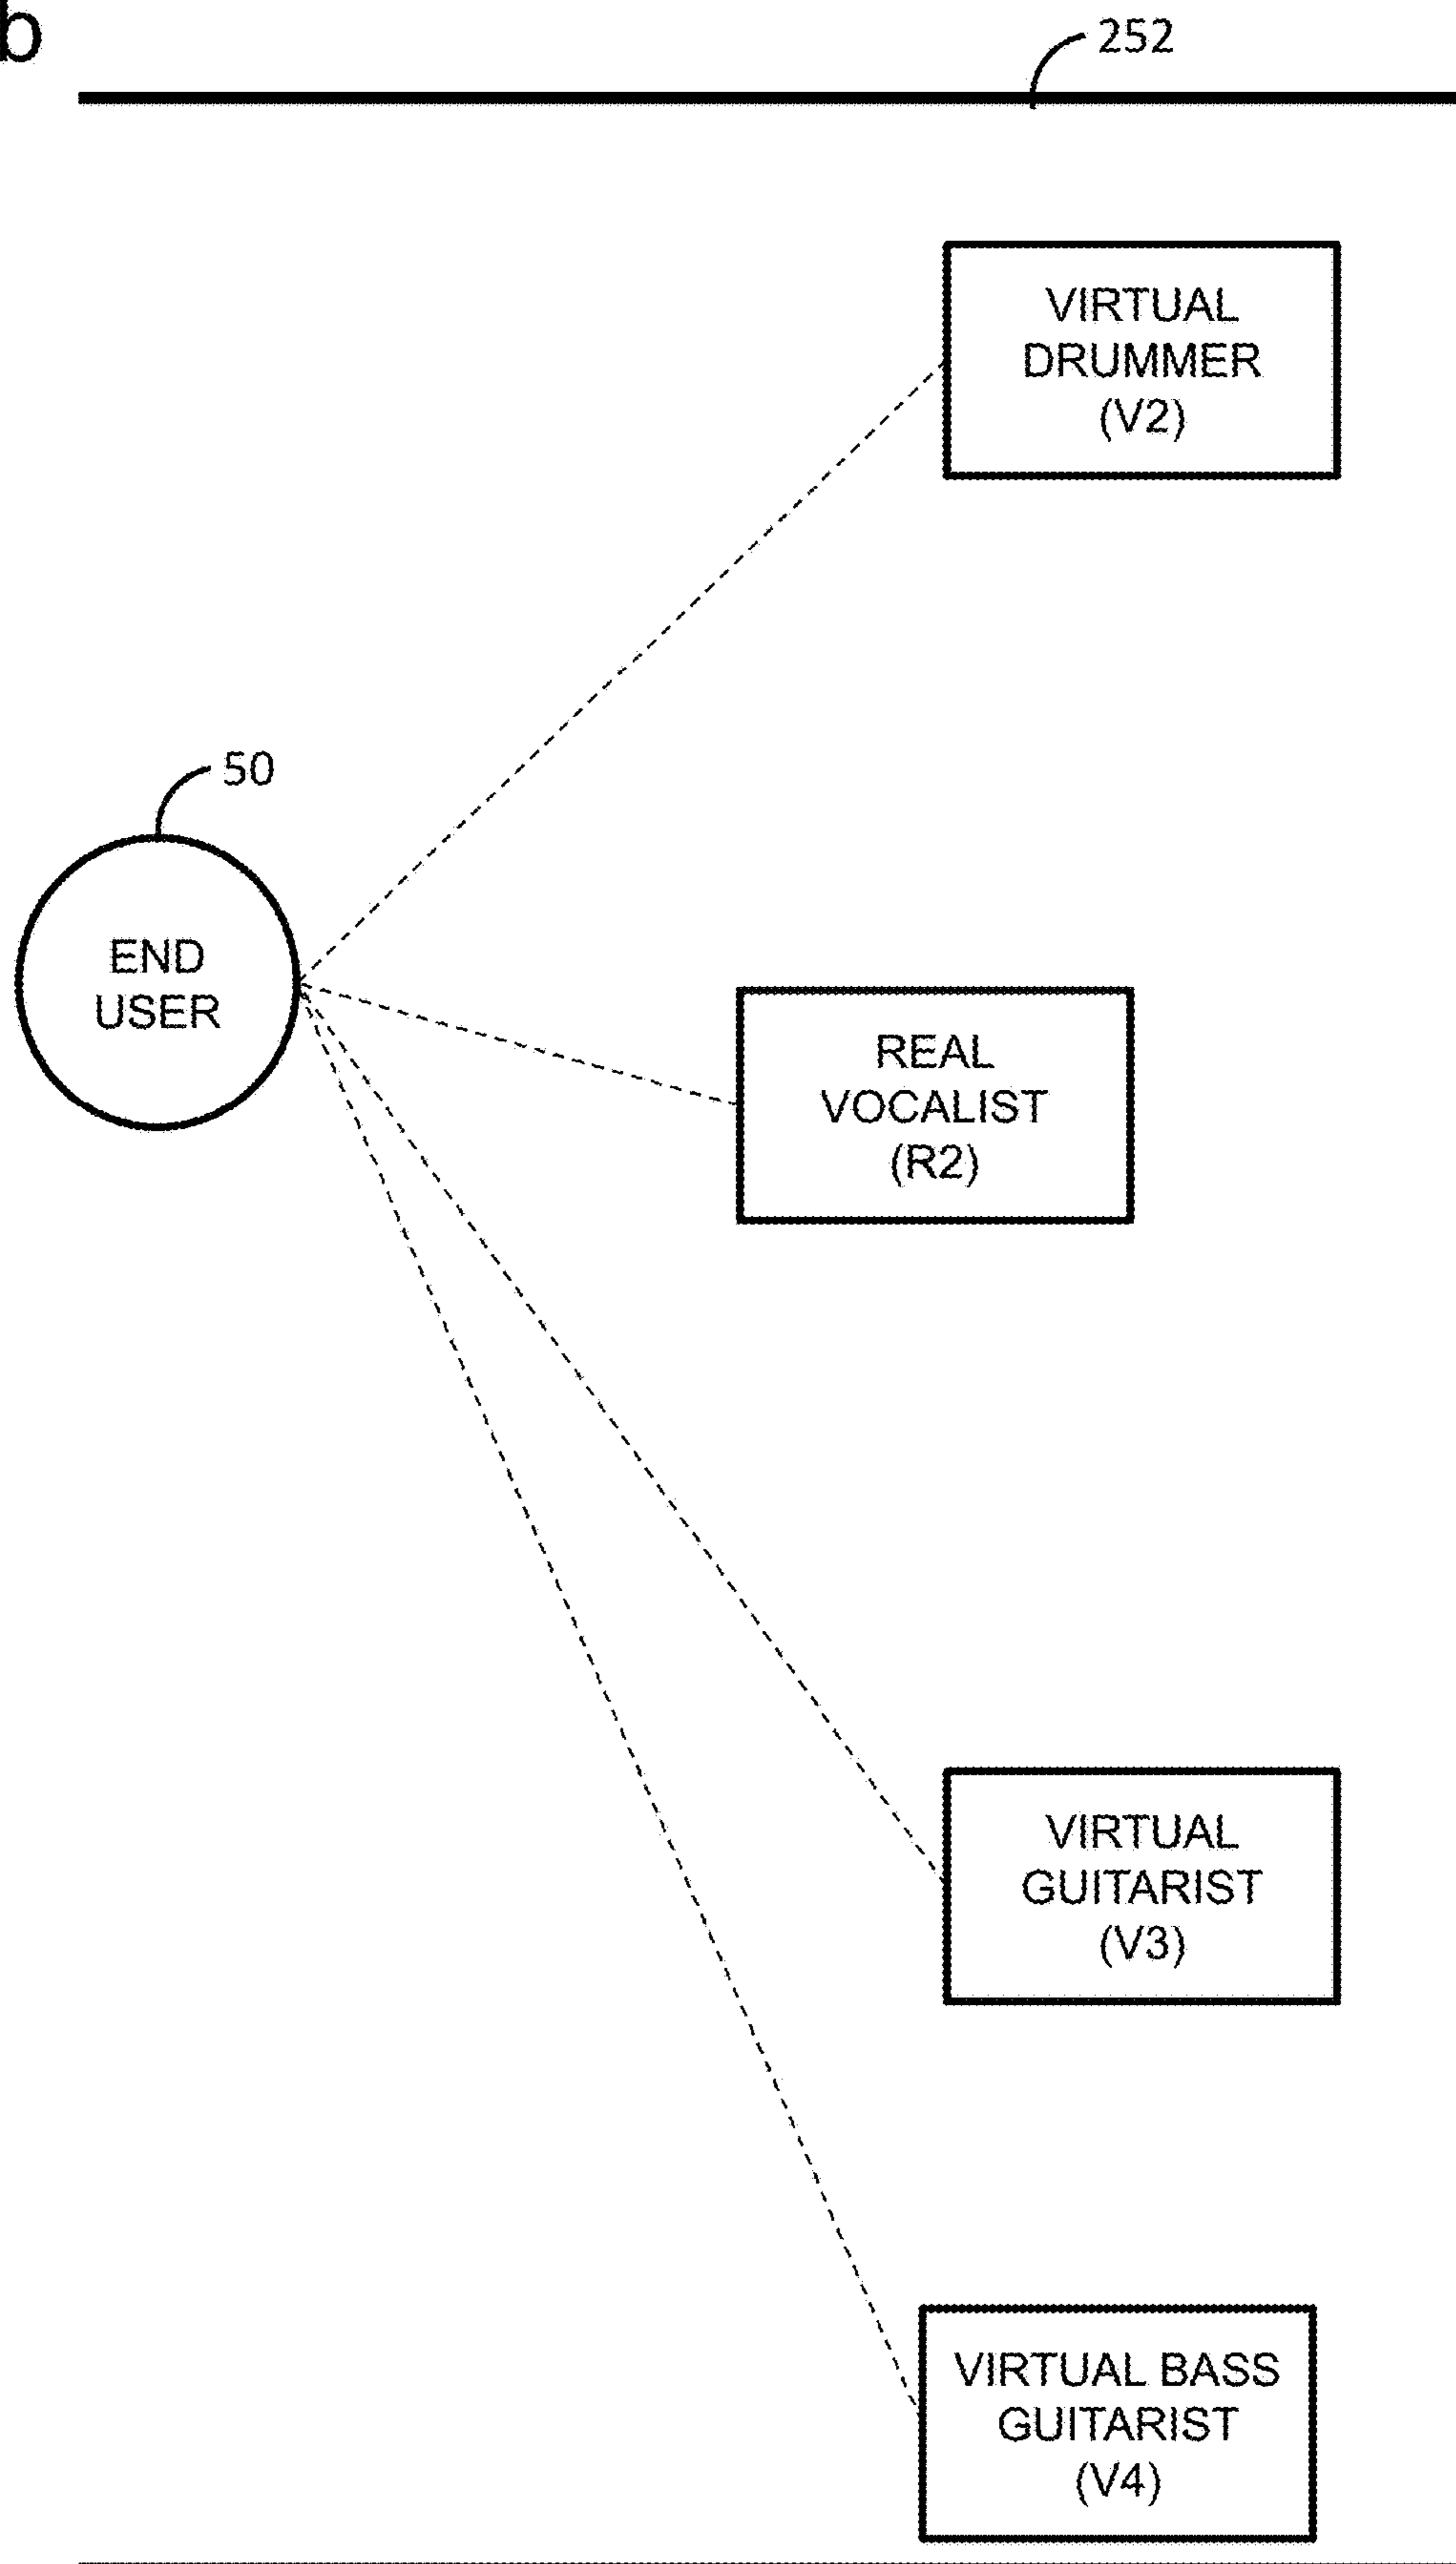 b
252
VIRTUAL
DRUMMER
(V2)
50
END
USER
REAL
VOCALIST
(R2)
VIRTUAL
GUITARIST
(V3)
VIRTUAL BASS
GUITARIST
(V4)